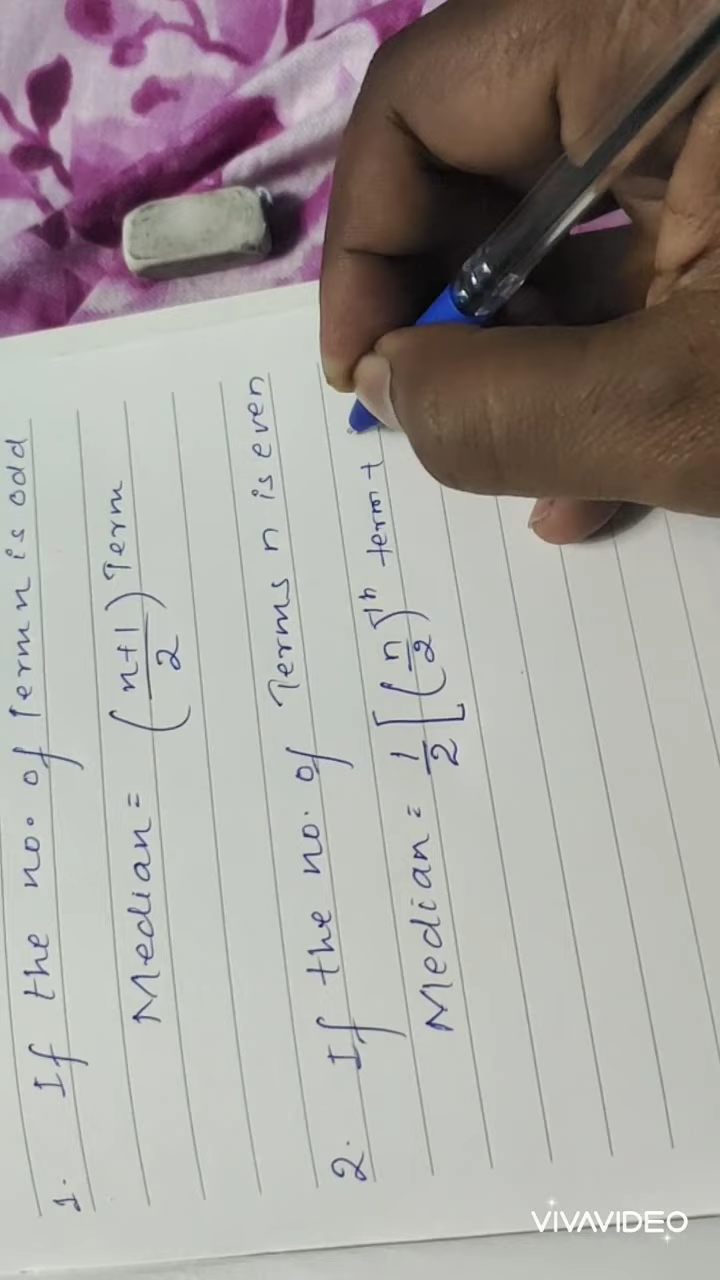 1. If the no. of Term n is odd
Median = (n+1/2) Term
2. If the no. of Terms n is even
Median = 1/2 [(n/2)th term +
VIVAVIDEO